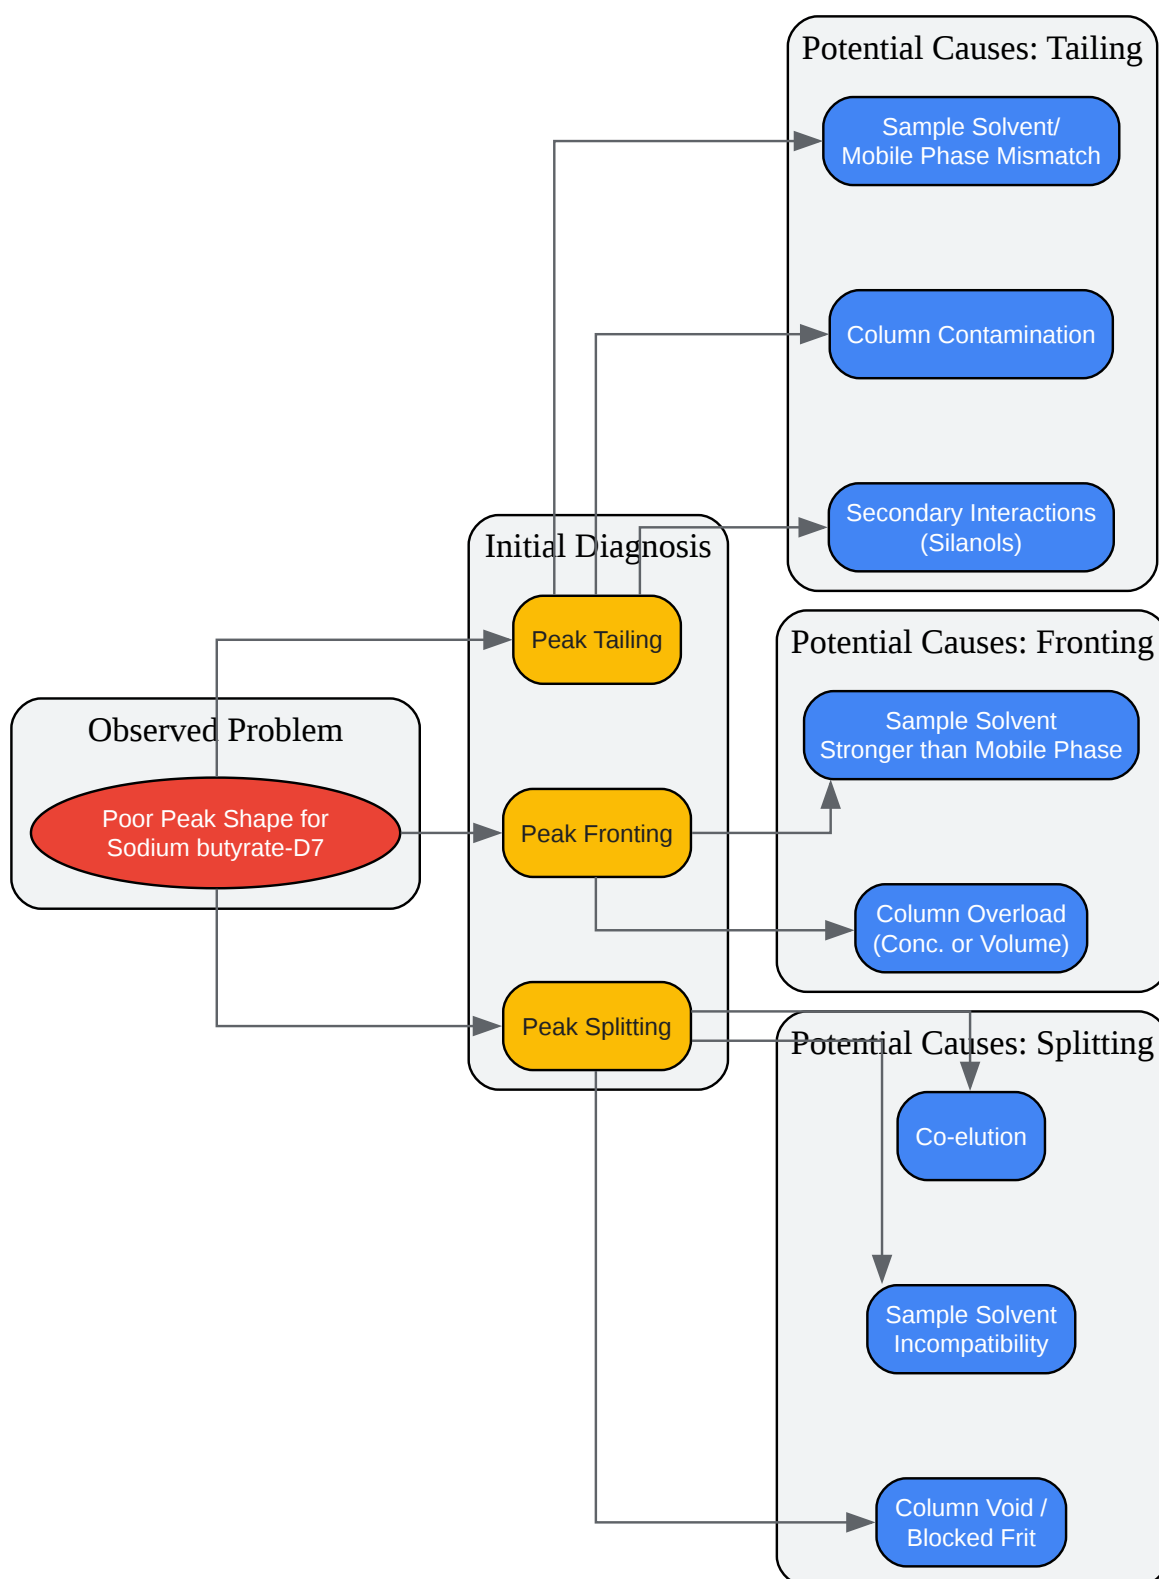 Potential Causes: Tailing
Sample Solvent/
Mobile Phase Mismatch
Column Contamination
Secondary Interactions
(Silanols)
Initial Diagnosis
Peak Tailing
Potential Causes: Fronting
Sample Solvent
Stronger than Mobile Phase
Observed Problem
Poor Peak Shape for
Sodium butyrate-D7
Peak Fronting
Column Overload
(Conc. or Volume)
Peak Splitting
Potential Causes: Splitting
Co-elution
Sample Solvent
Incompatibility
Column Void /
Blocked Frit